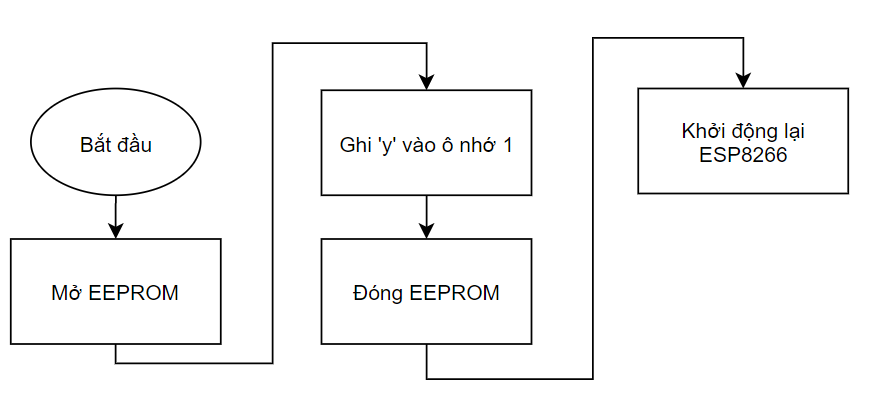 Bắt đầu
Mở EEPROM
Ghi 'y' vào ô nhớ 1
Đóng EEPROM
Khởi động lại
ESP8266